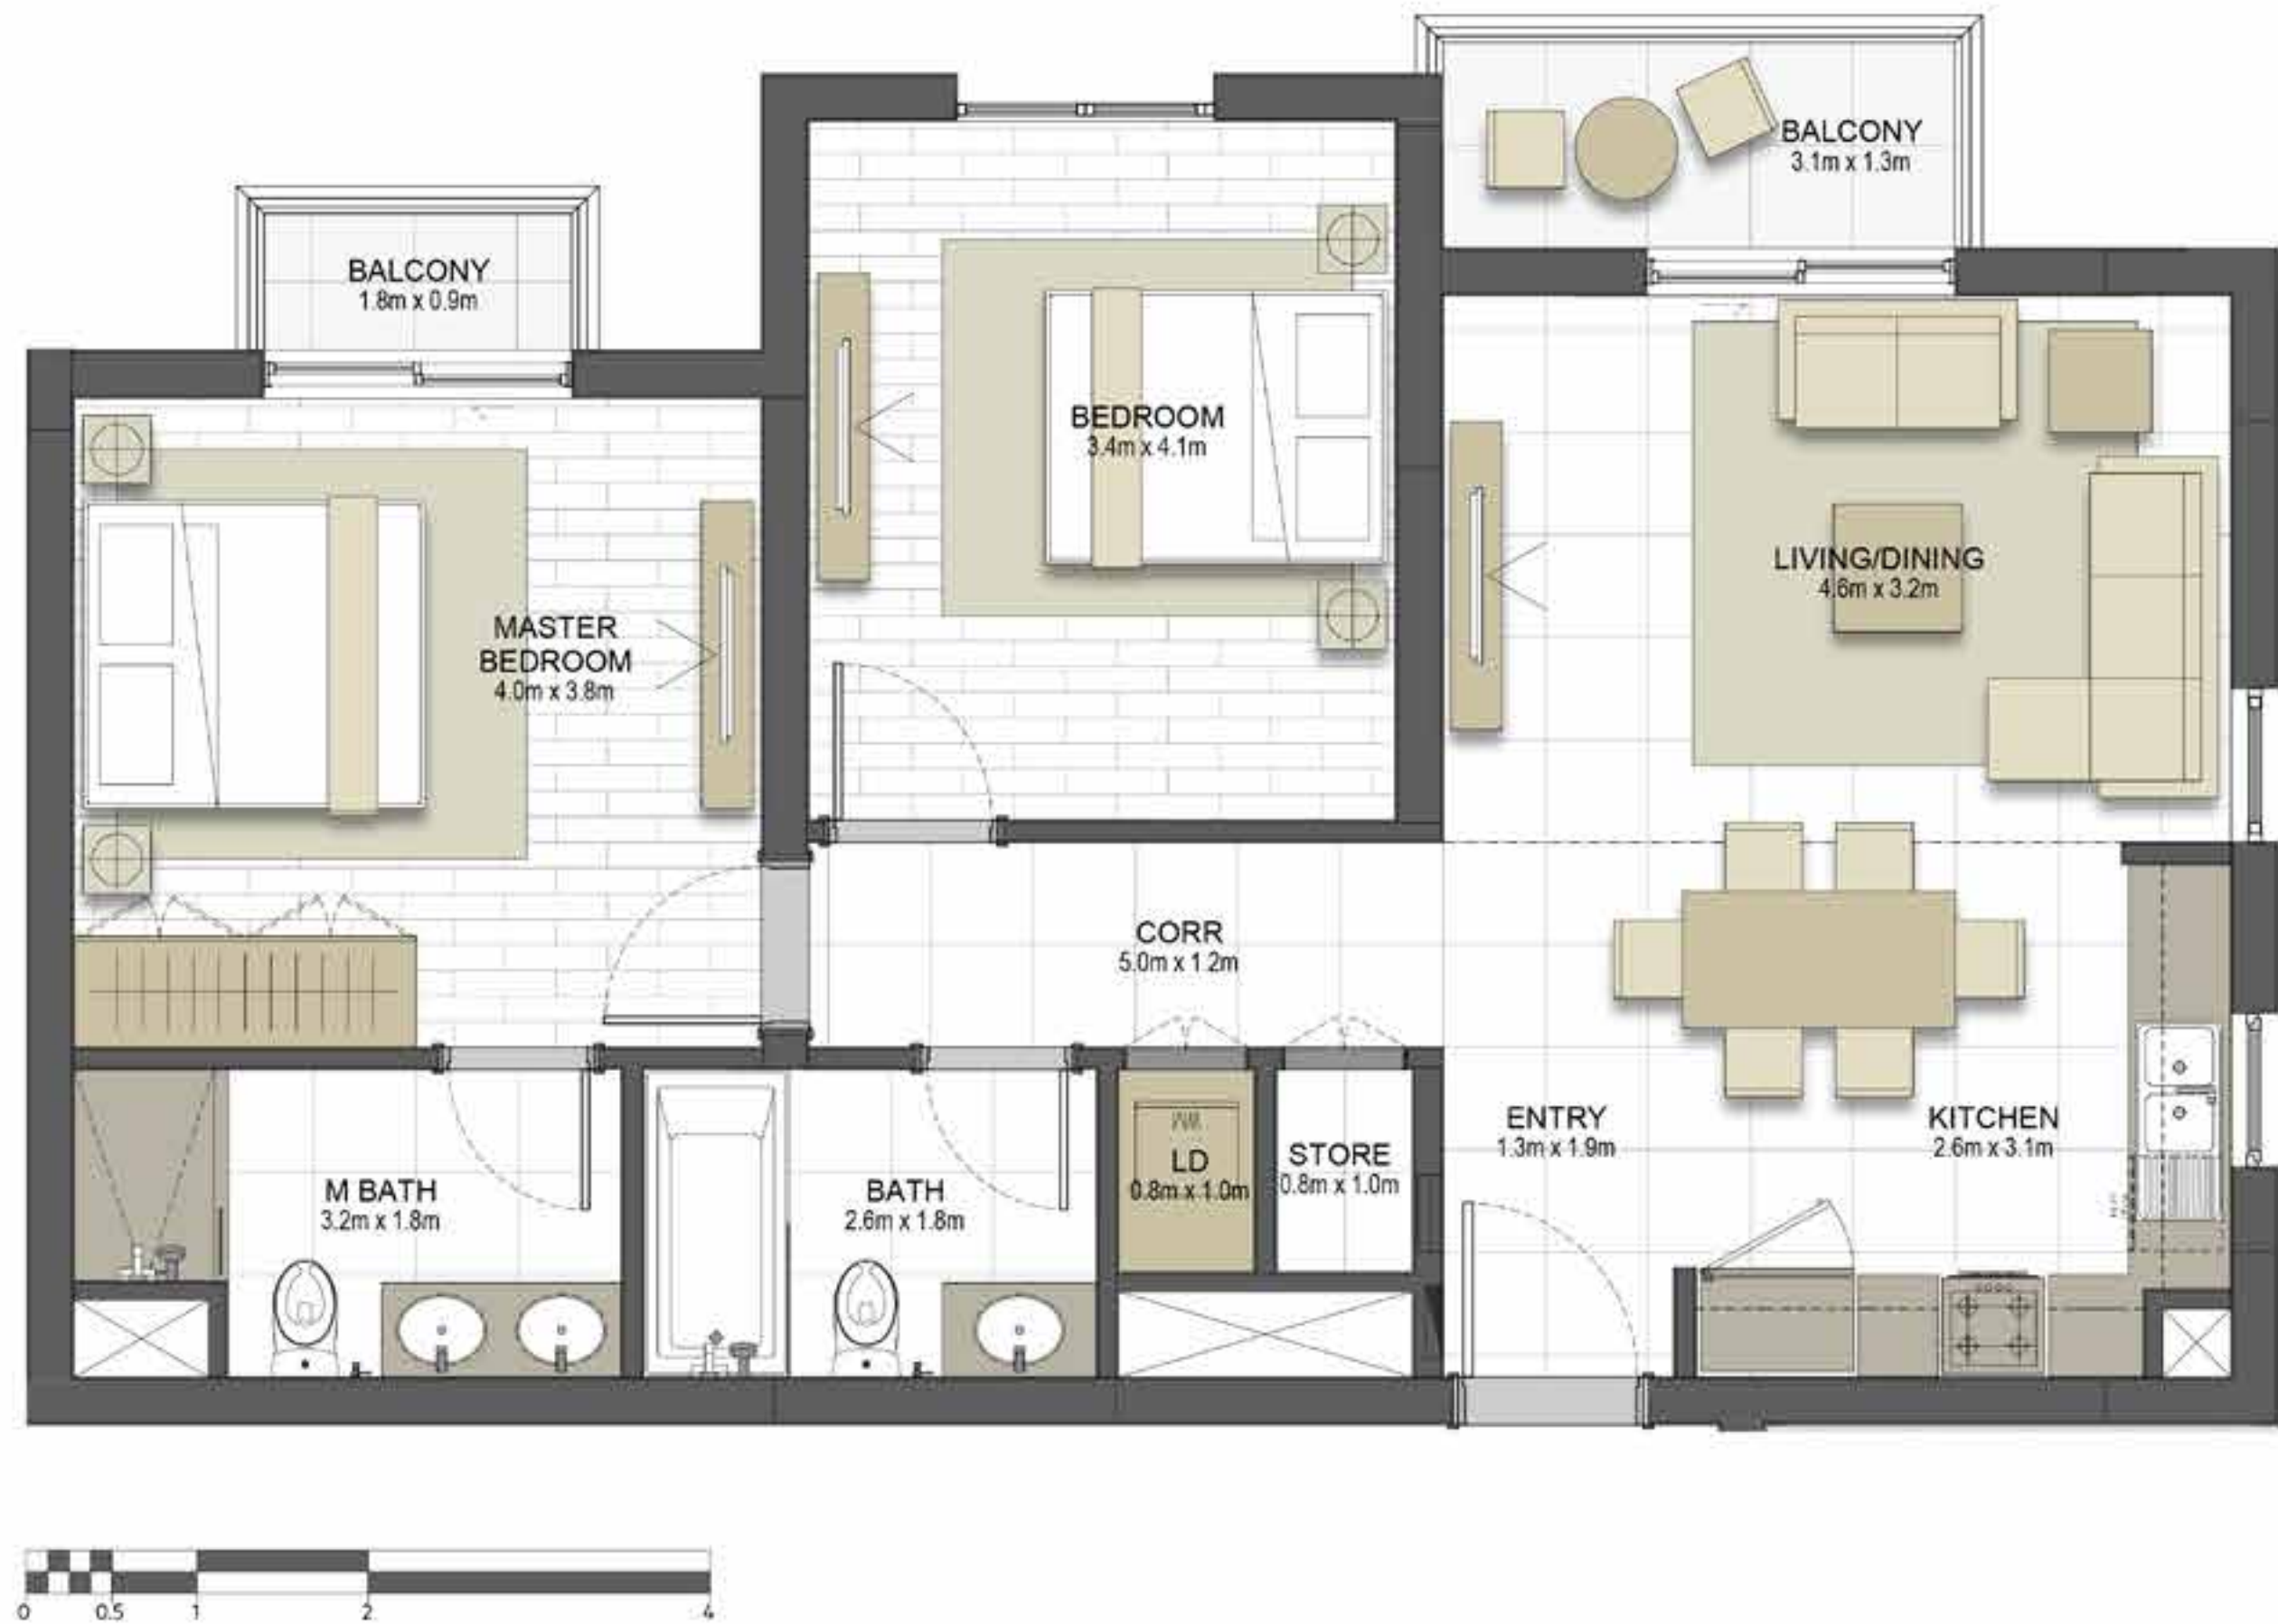 BALCONY
3.1m x 1.3m
BALCONY
1.8m x 0.9m
BEDROOM
3.4m x 4.1m
LIVING/DINING
4.6m x 3.2m
MASTER
BEDROOM
4.0m x 3.8m
CORR
5.0m x 1.2m
ENTRY
1.3m x 1.9m
KITCHEN
2.6m x 3.1m
M BATH
3.2m x 1.8m
BATH
2.6m x 1.8m
LD
0.8m x 1.0m
STORE
0.8m x 1.0m
0 0.5 1 2 4